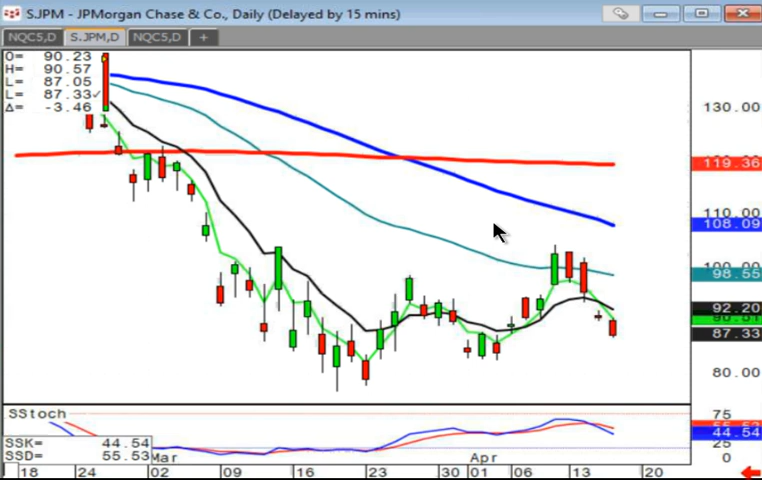 S.JPM - JPMorgan Chase & Co., Daily (Delayed by 15 mins)
NQC5,D S.JPM,D NQC5,D +
O= 90.23
H= 90.57
L= 87.05
L= 87.33✓
Δ= -3.46
130.00
119.36
110.00
108.09
98.55
92.20
87.33
80.00
SStoch
75
44.54
25
0
SSK= 44.54
SSD= 55.53
Mar Apr
18 24 02 09 16 23 30 01 06 13 20